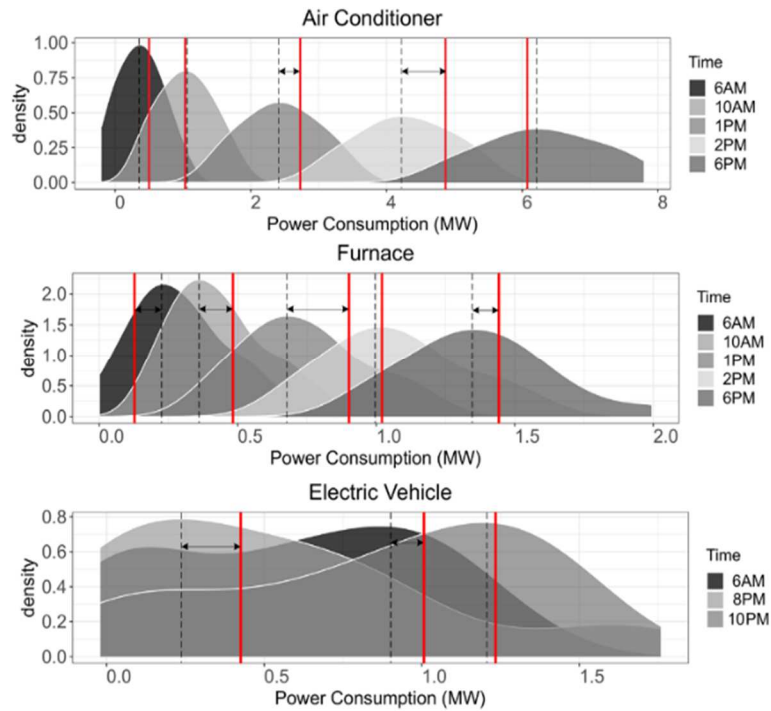 Air Conditioner
1.00
0.75
0.50
0.25
0.00
density
0 2 4 6 8
Power Consumption (MW)
Time
6AM
10AM
1PM
2PM
6PM
Furnace
2.0
1.5
1.0
0.5
0.0
density
0.0 0.5 1.0 1.5 2.0
Power Consumption (MW)
Time
6AM
10AM
1PM
2PM
6PM
Electric Vehicle
0.8
0.6
0.4
0.2
0.0
density
0.0 0.5 1.0 1.5
Power Consumption (MW)
Time
6AM
8PM
10PM